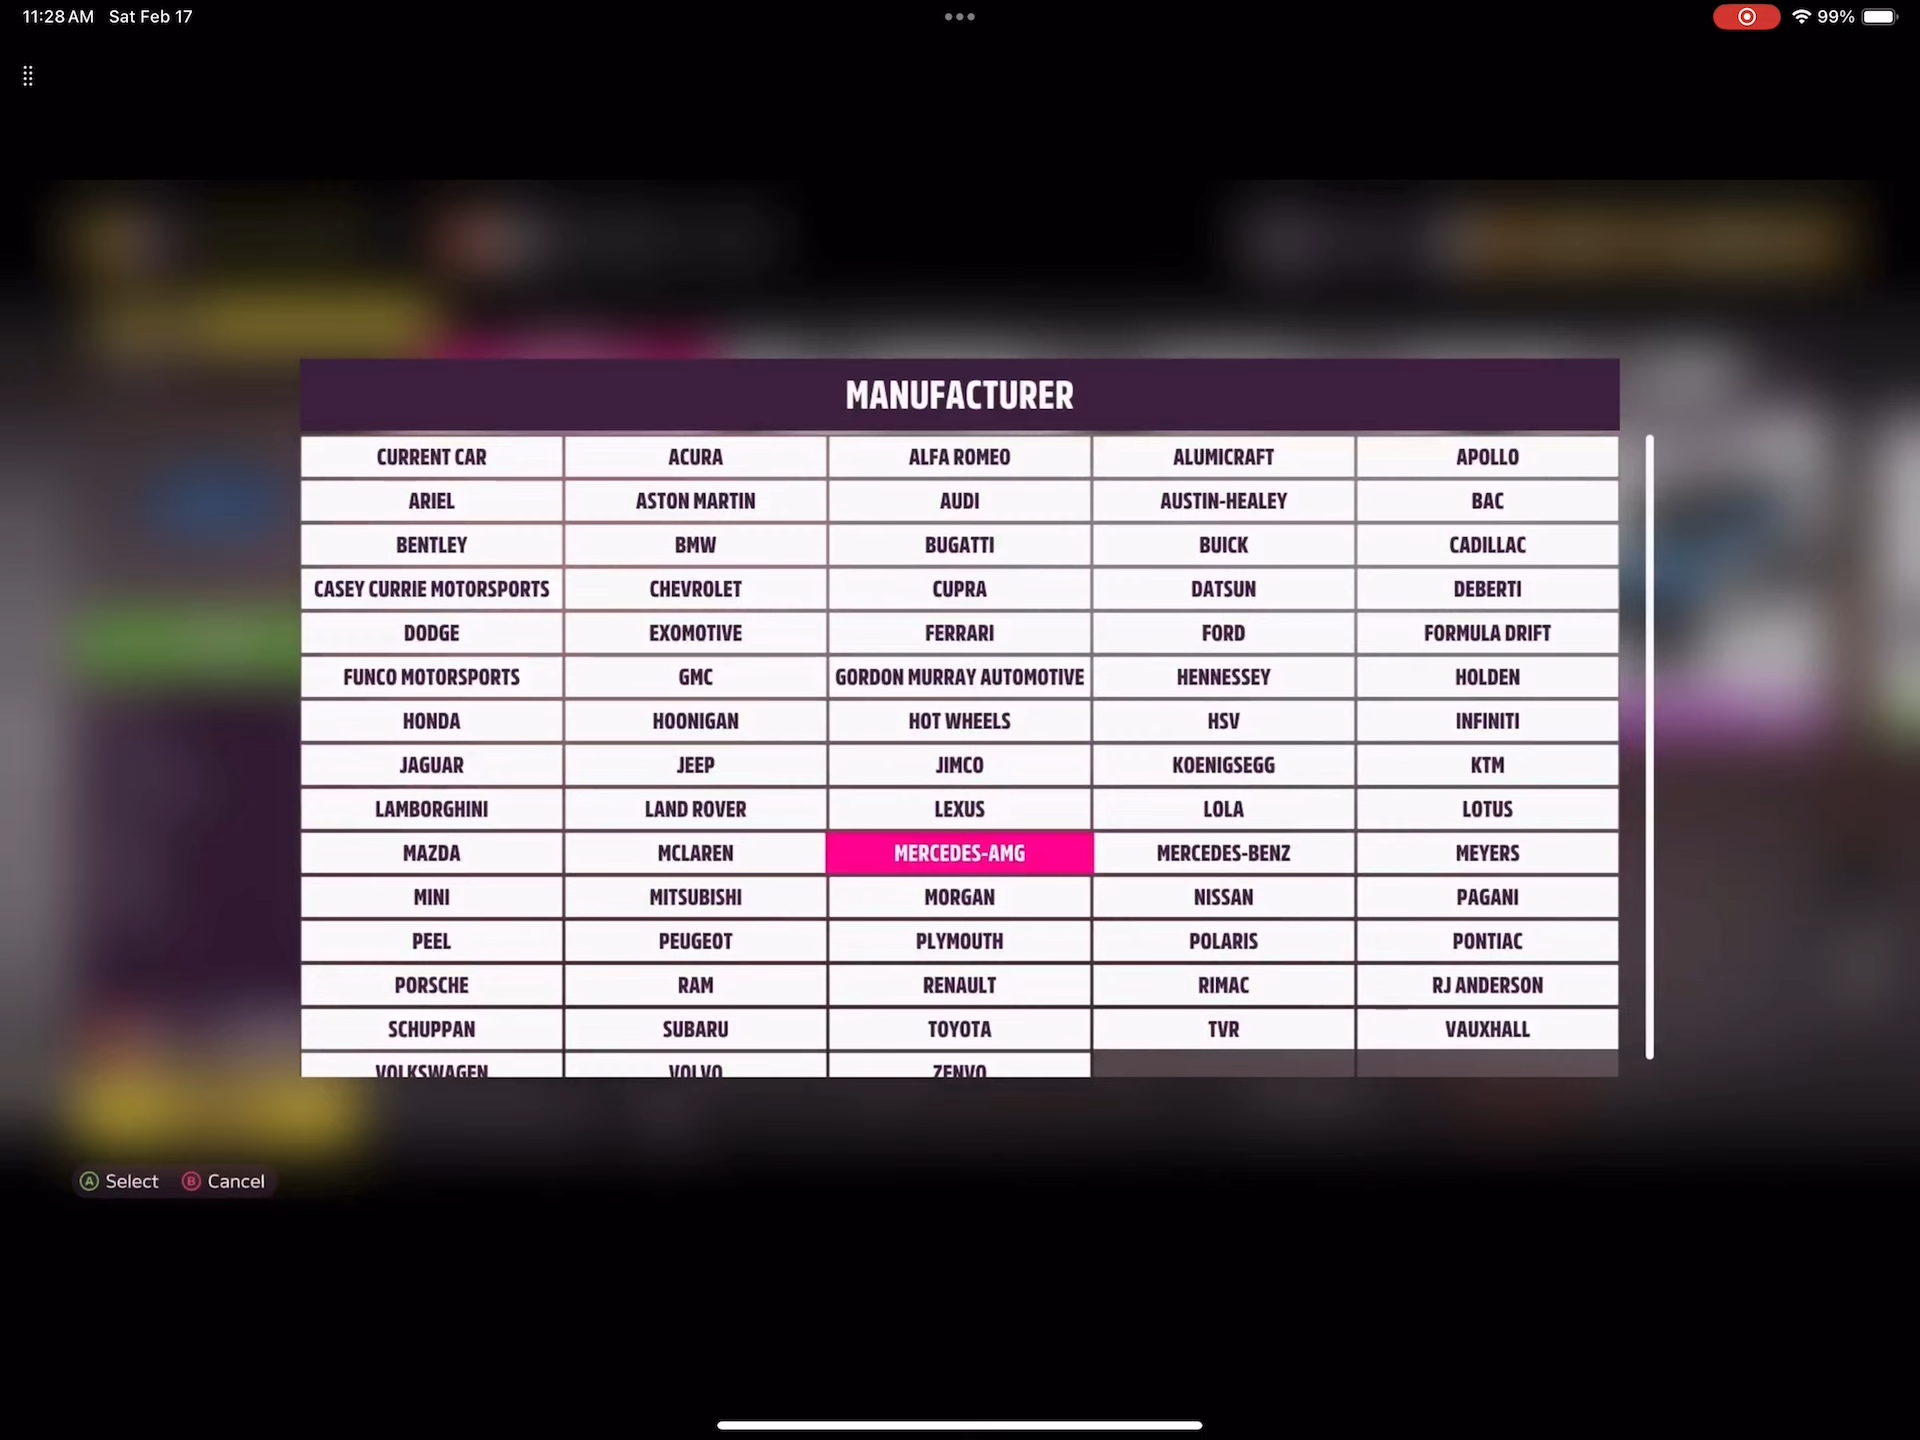 11:28 AM Sat Feb 17
99%
MANUFACTURER
CURRENT CAR ACURA ALFA ROMEO ALUMICRAFT APOLLO
ARIEL ASTON MARTIN AUDI AUSTIN-HEALEY BAC
BENTLEY BMW BUGATTI BUICK CADILLAC
CASEY CURRIE MOTORSPORTS CHEVROLET CUPRA DATSUN DEBERTI
DODGE EXOMOTIVE FERRARI FORD FORMULA DRIFT
FUNCO MOTORSPORTS GMC GORDON MURRAY AUTOMOTIVE HENNESSEY HOLDEN
HONDA HOONIGAN HOT WHEELS HSV INFINITI
JAGUAR JEEP JIMCO KOENIGSEGG KTM
LAMBORGHINI LAND ROVER LEXUS LOLA LOTUS
MAZDA MCLAREN MERCEDES-AMG MERCEDES-BENZ MEYERS
MINI MITSUBISHI MORGAN NISSAN PAGANI
PEEL PEUGEOT PLYMOUTH POLARIS PONTIAC
PORSCHE RAM RENAULT RIMAC RJ ANDERSON
SCHUPPAN SUBARU TOYOTA TVR VAUXHALL
VOLKSWAGEN VOLVO ZENVO
A Select B Cancel